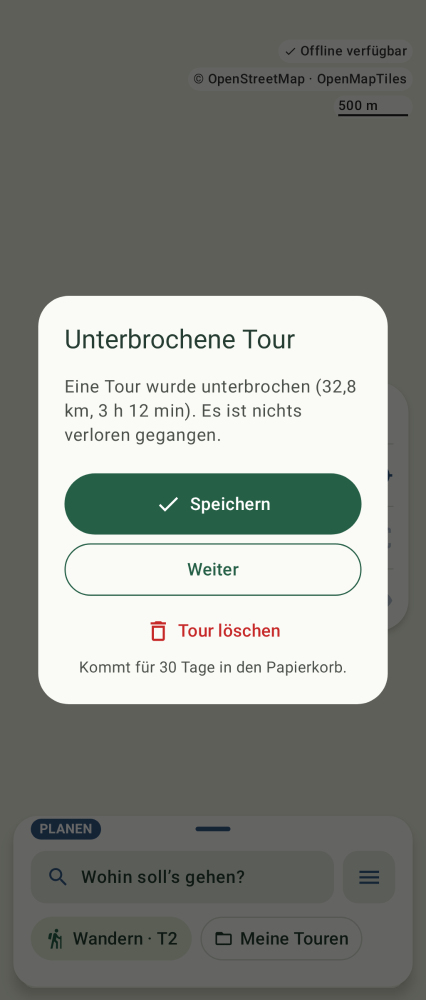 ✓ Offline verfügbar
© OpenStreetMap · OpenMapTiles
500 m
Unterbrochene Tour
Eine Tour wurde unterbrochen (32,8
km, 3 h 12 min). Es ist nichts
verloren gegangen.
Speichern
Weiter
Tour löschen
Kommt für 30 Tage in den Papierkorb.
PLANEN
Wohin soll's gehen?
Wandern · T2
Meine Touren